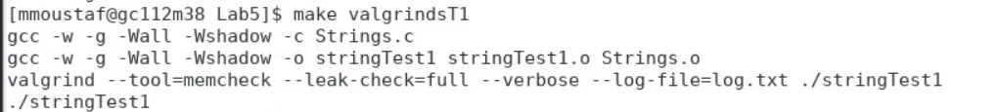 [mmoustaf@gc112m38 Lab5]$ make valgrindsT1
gcc -w -g -Wall -Wshadow -c Strings.c
gcc -w -g -Wall -Wshadow -o stringTest1 stringTest1.o Strings.o
valgrind --tool=memcheck --leak-check=full --verbose --log-file=log.txt ./stringTest1
./stringTest1